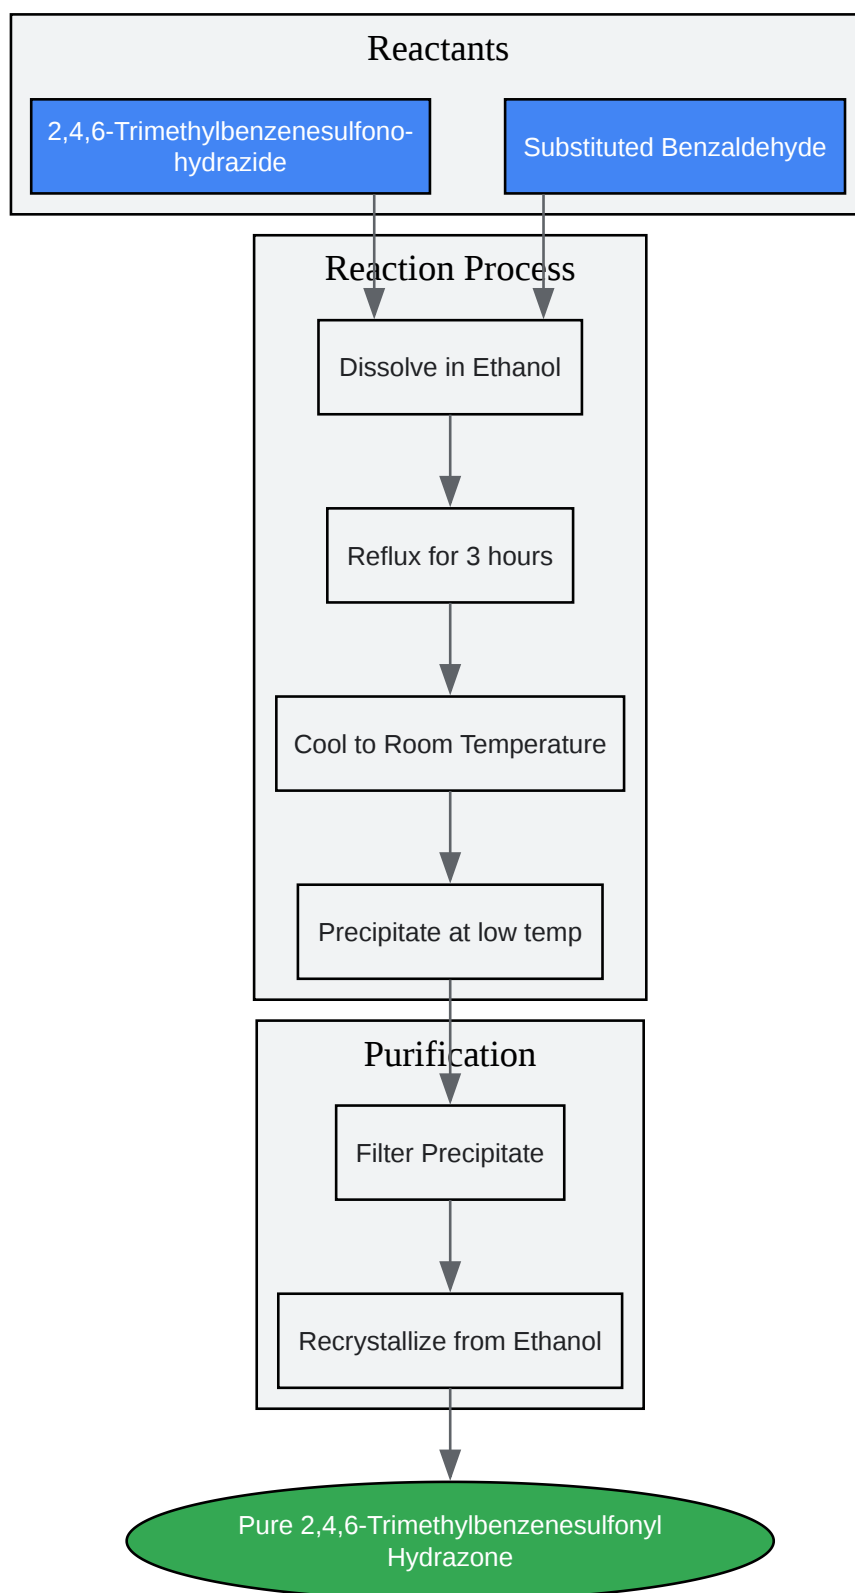 Reactants
2,4,6-Trimethylbenzenesulfono-
hydrazide
Substituted Benzaldehyde
Reaction Process
Dissolve in Ethanol
Reflux for 3 hours
Cool to Room Temperature
Precipitate at low temp
Purification
Filter Precipitate
Recrystallize from Ethanol
Pure 2,4,6-Trimethylbenzenesulfonyl
Hydrazone